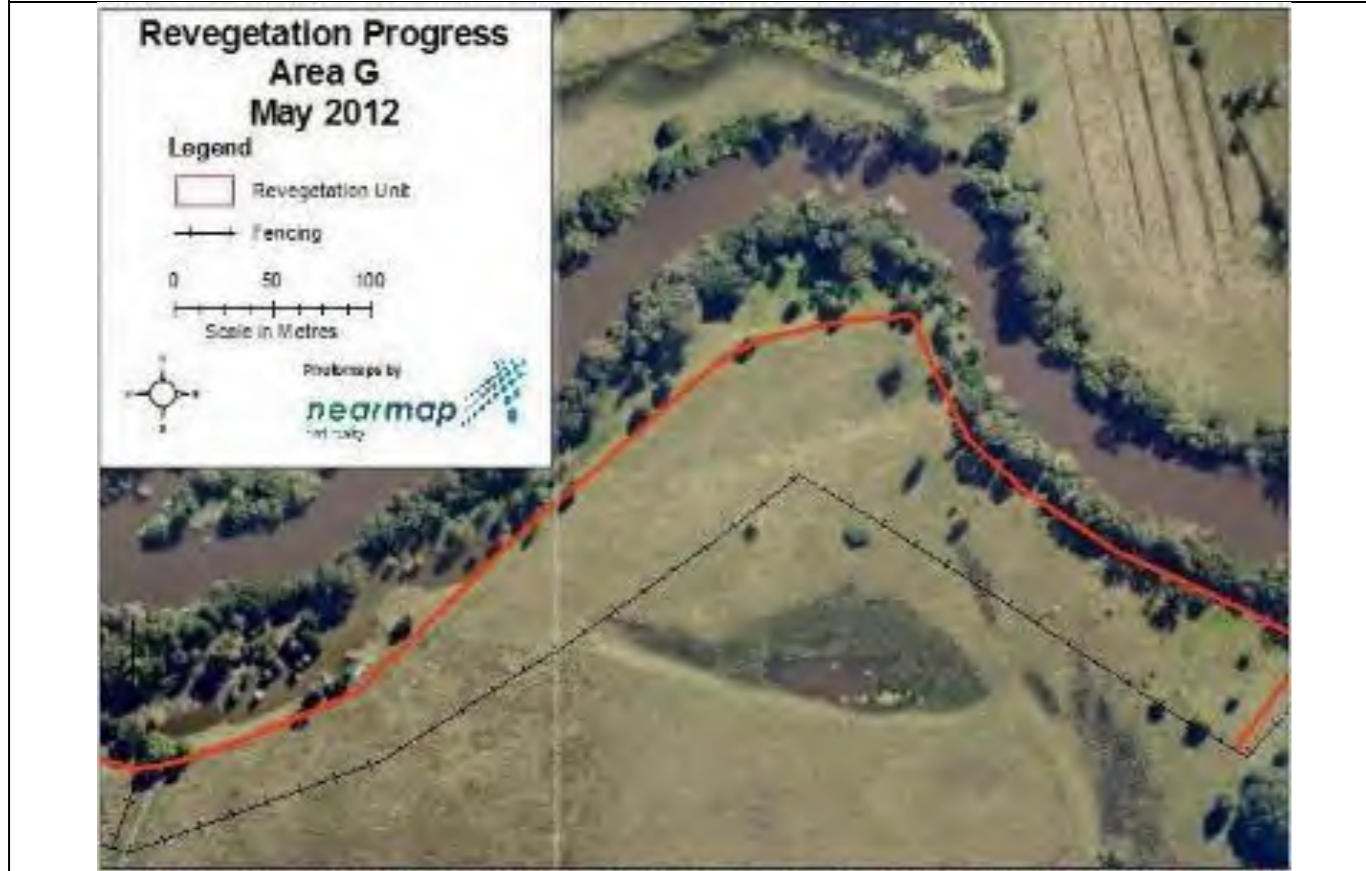 Revegetation Progress
Area G
May 2012
Legend
Revegetation Unit
Fencing
0 50 100
Scale in Metres
Photomaps by
nearmap